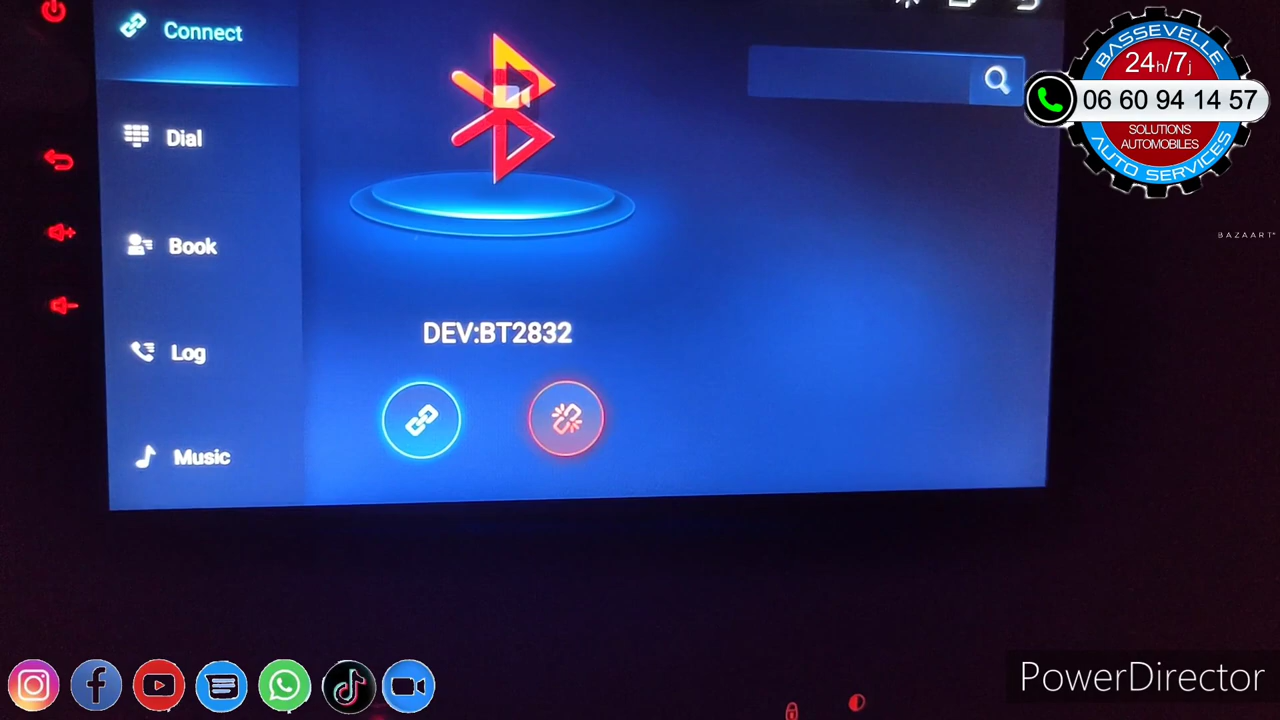 Connect
Dial
Book
Log
Music
DEV:BT2832
BASSEVELLE
24h/7j
06 60 94 14 57
SOLUTIONS
AUTOMOBILES
AUTO SERVICES
BAZAART
PowerDirector